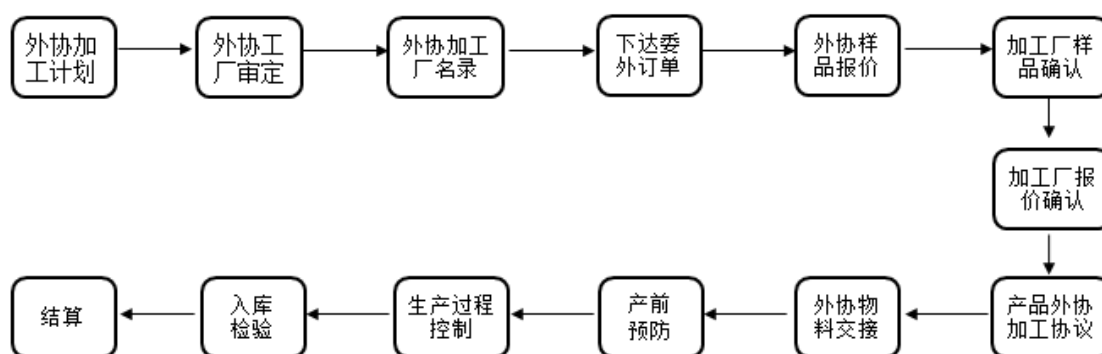 外协加
工计划
外协工
厂审定
外协加工
厂名录
下达委
外订单
外协样
品报价
加工厂样
品确认
加工厂报
价确认
产品外协
加工协议
外协物
料交接
产前
预防
生产过程
控制
入库
检验
结算